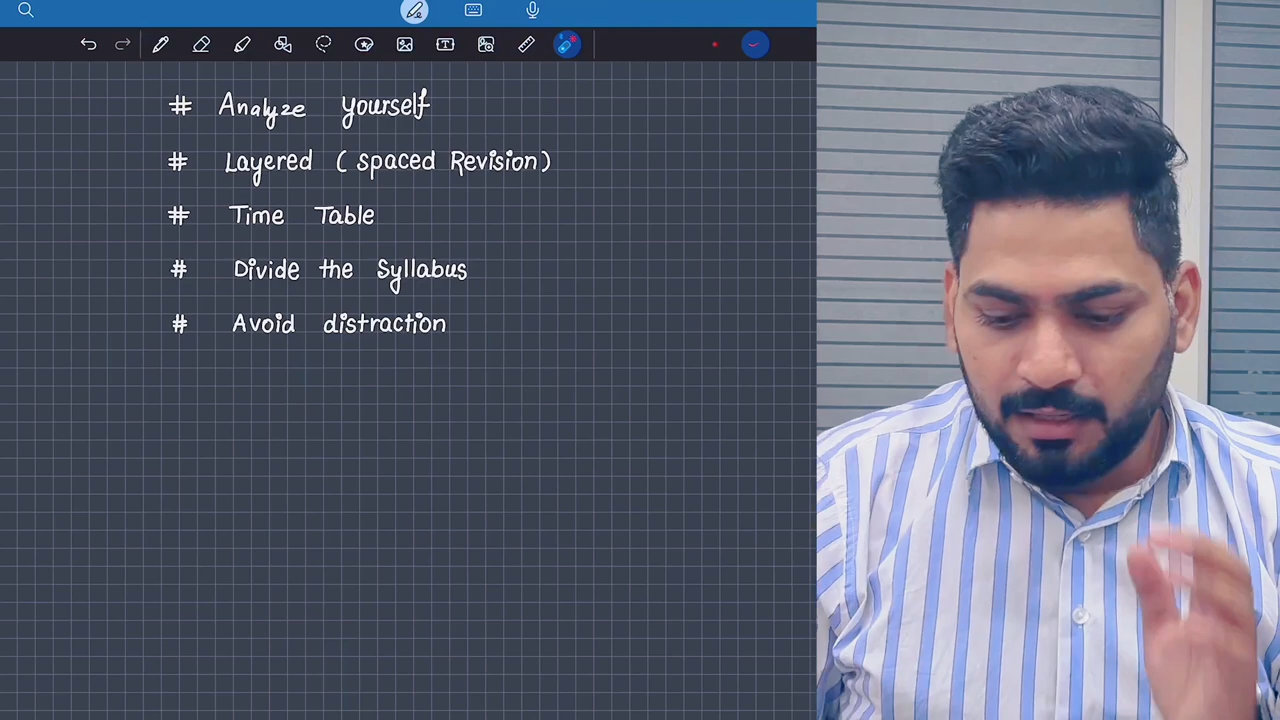 # Analyze yourself
# Layered (spaced Revision)
# Time Table
# Divide the Syllabus
# Avoid distraction